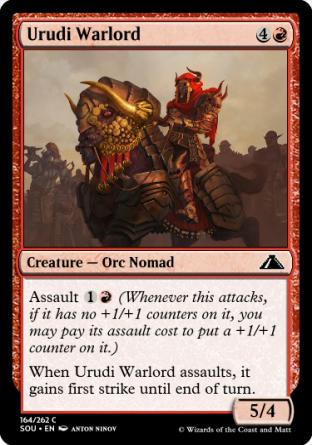 Urudi Warlord 4
Creature — Orc Nomad
Assault 1 (Whenever this attacks,
if it has no +1/+1 counters on it, you
may pay its assault cost to put a +1/+1
counter on it.)
When Urudi Warlord assaults, it
gains first strike until end of turn.
5/4
164/262 C
SOU • EN ANTON NINOV
© Wizards of the Coast and Matt